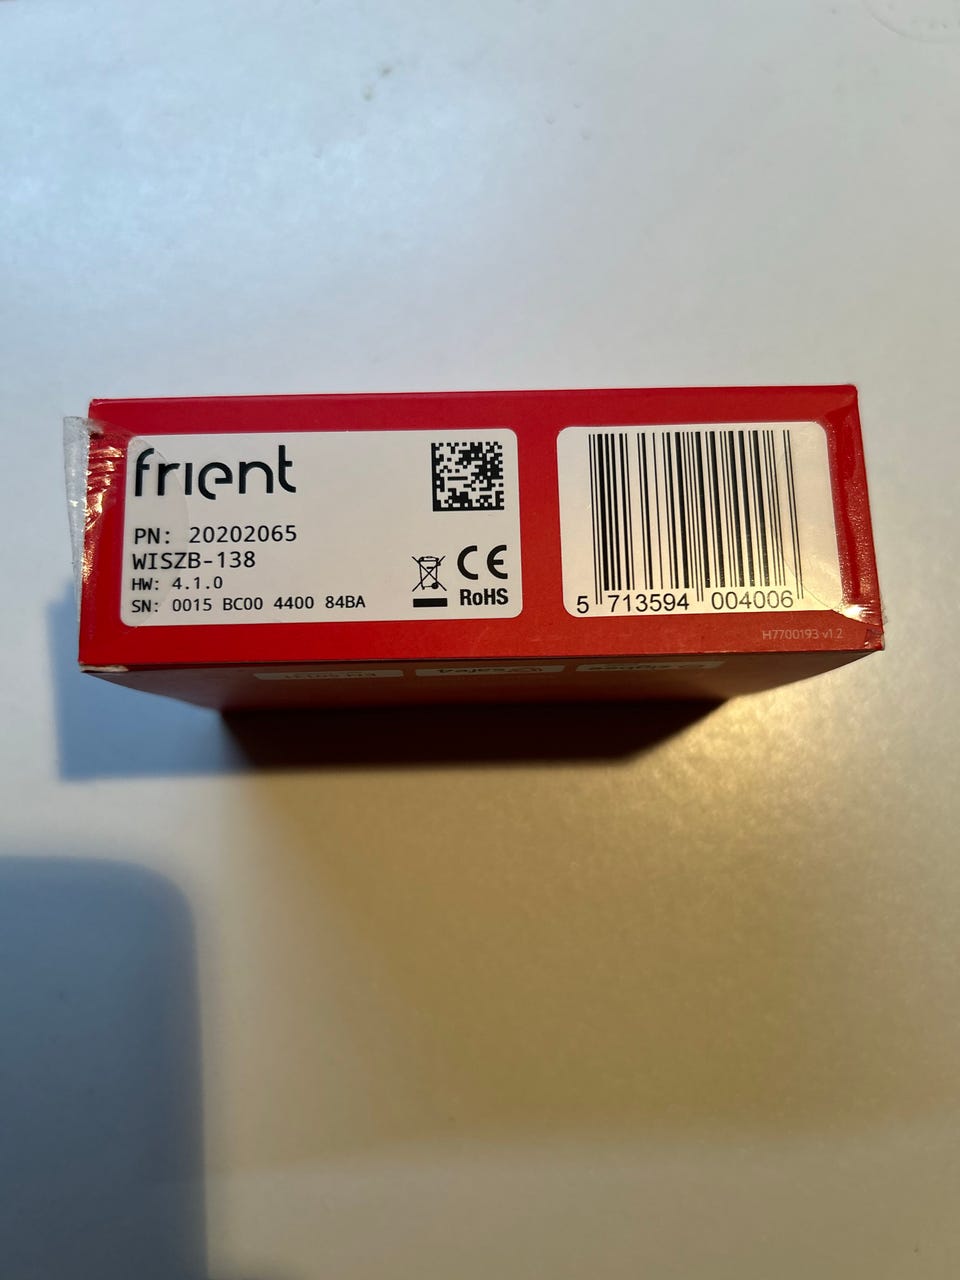 frient
PN: 20202065
WISZB-138
HW: 4.1.0
SN: 0015 BC00 4400 84BA
CE
RoHS
5 713594 004006
H7700193 v1.2